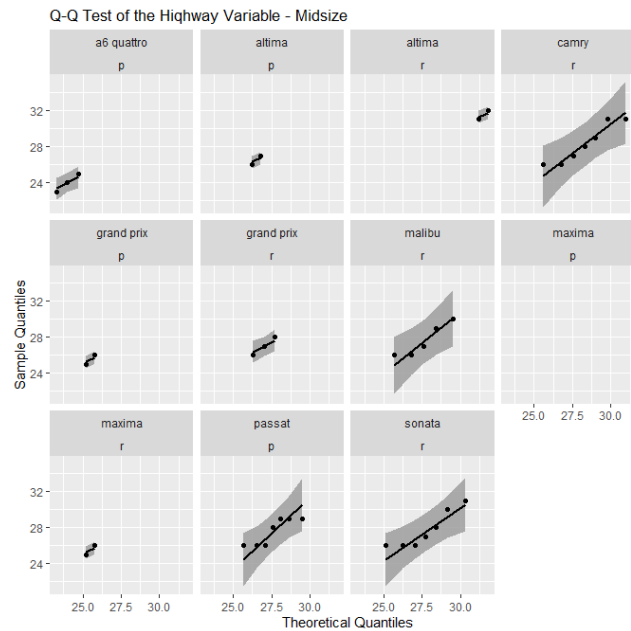 Q-Q Test of the Hiqhway Variable - Midsize
a6 quattro
p
altima
p
altima
r
camry
r
32
28
24
grand prix
p
grand prix
r
malibu
r
maxima
p
32
28
24
25.0 27.5 30.0
maxima
r
passat
p
sonata
r
32
28
24
25.0 27.5 30.0
25.0 27.5 30.0
25.0 27.5 30.0
Sample Quantiles
Theoretical Quantiles